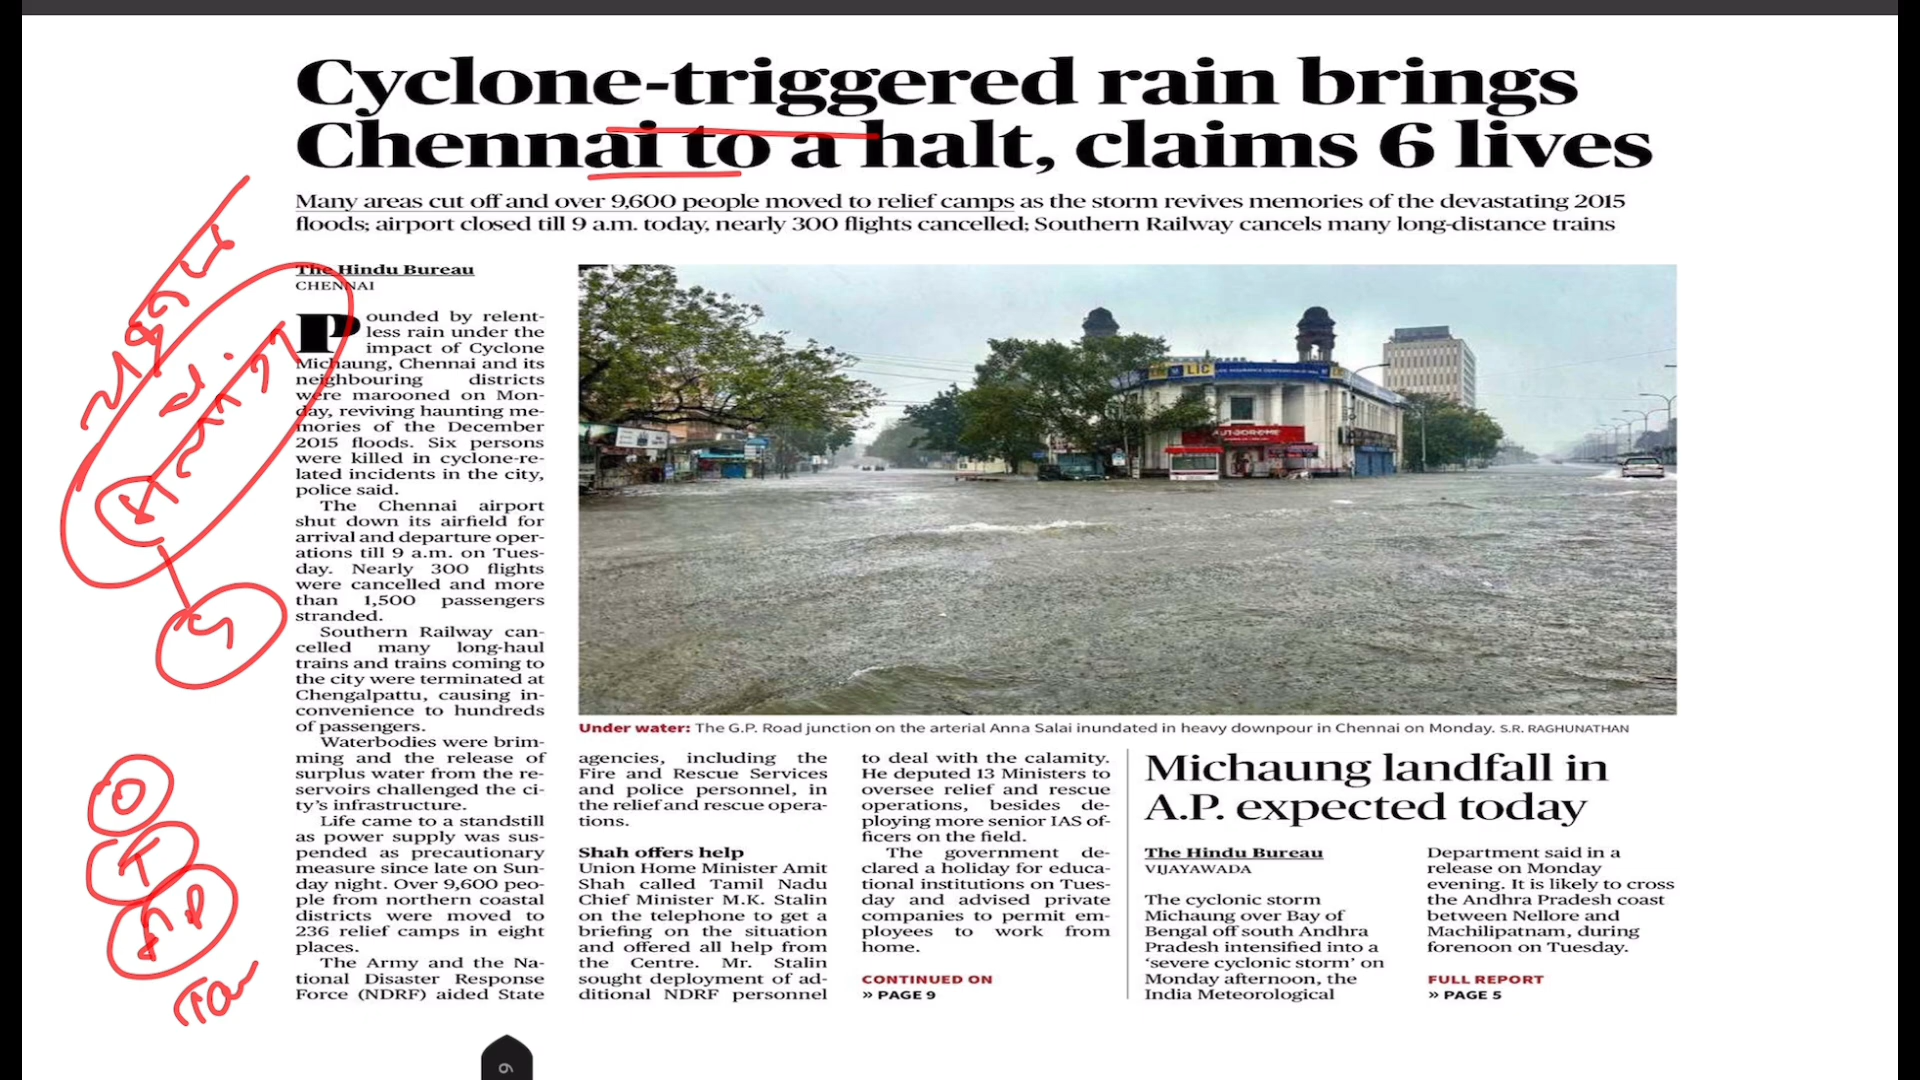 Cyclone-triggered rain brings
Chennai to a halt, claims 6 lives
Many areas cut off and over 9,600 people moved to relief camps as the storm revives memories of the devastating 2015
floods; airport closed till 9 a.m. today, nearly 300 flights cancelled; Southern Railway cancels many long-distance trains
The Hindu Bureau
CHENNAI
Pounded by relent-
less rain under the
impact of Cyclone
Michaung, Chennai and its
neighbouring districts
were marooned on Mon-
day, reviving haunting me-
mories of the December
2015 floods. Six persons
were killed in cyclone-re-
lated incidents in the city,
police said.
The Chennai airport
shut down its airfield for
arrival and departure oper-
ations till 9 a.m. on Tues-
day. Nearly 300 flights
were cancelled and more
than 1,500 passengers
stranded.
Southern Railway can-
celled many long-haul
trains and trains coming to
the city were terminated at
Chengalpattu, causing in-
convenience to hundreds
of passengers.
Waterbodies were brim-
ming and the release of
surplus water from the re-
servoirs challenged the ci-
ty's infrastructure.
Life came to a standstill
as power supply was sus-
pended as precautionary
measure since late on Sun-
day night. Over 9,600 peo-
ple from northern coastal
districts were moved to
236 relief camps in eight
places.
The Army and the Na-
tional Disaster Response
Force (NDRF) aided State
LIC
Under water: The G.P. Road junction on the arterial Anna Salai inundated in heavy downpour in Chennai on Monday. S.R. RAGHUNATHAN
agencies, including the
Fire and Rescue Services
and police personnel, in
the relief and rescue opera-
tions.
Shah offers help
Union Home Minister Amit
Shah called Tamil Nadu
Chief Minister M.K. Stalin
on the telephone to get a
briefing on the situation
and offered all help from
the Centre. Mr. Stalin
sought deployment of ad-
ditional NDRF personnel
to deal with the calamity.
He deputed 13 Ministers to
oversee relief and rescue
operations, besides de-
ploying more senior IAS of-
ficers on the field.
The government de-
clared a holiday for educa-
tional institutions on Tues-
day and advised private
companies to permit em-
ployees to work from
home.
CONTINUED ON
» PAGE 9
Michaung landfall in
A.P. expected today
The Hindu Bureau
VIJAYAWADA
The cyclonic storm
Michaung over Bay of
Bengal off south Andhra
Pradesh intensified into a
'severe cyclonic storm' on
Monday afternoon, the
India Meteorological
Department said in a
release on Monday
evening. It is likely to cross
the Andhra Pradesh coast
between Nellore and
Machilipatnam, during
forenoon on Tuesday.
FULL REPORT
» PAGE 5
O
T
AP
6